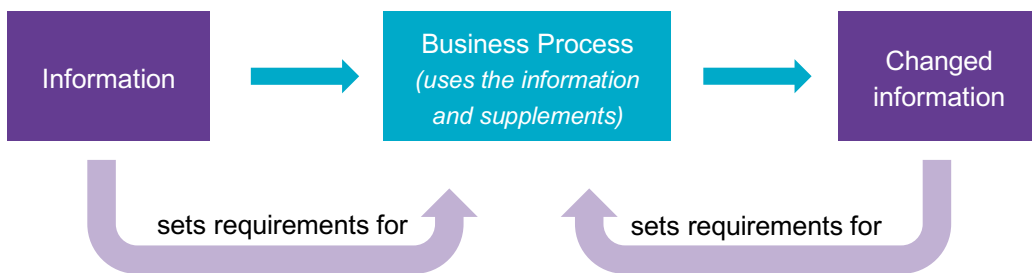 Information
Business Process
(uses the information
and supplements)
Changed
information
sets requirements for
sets requirements for